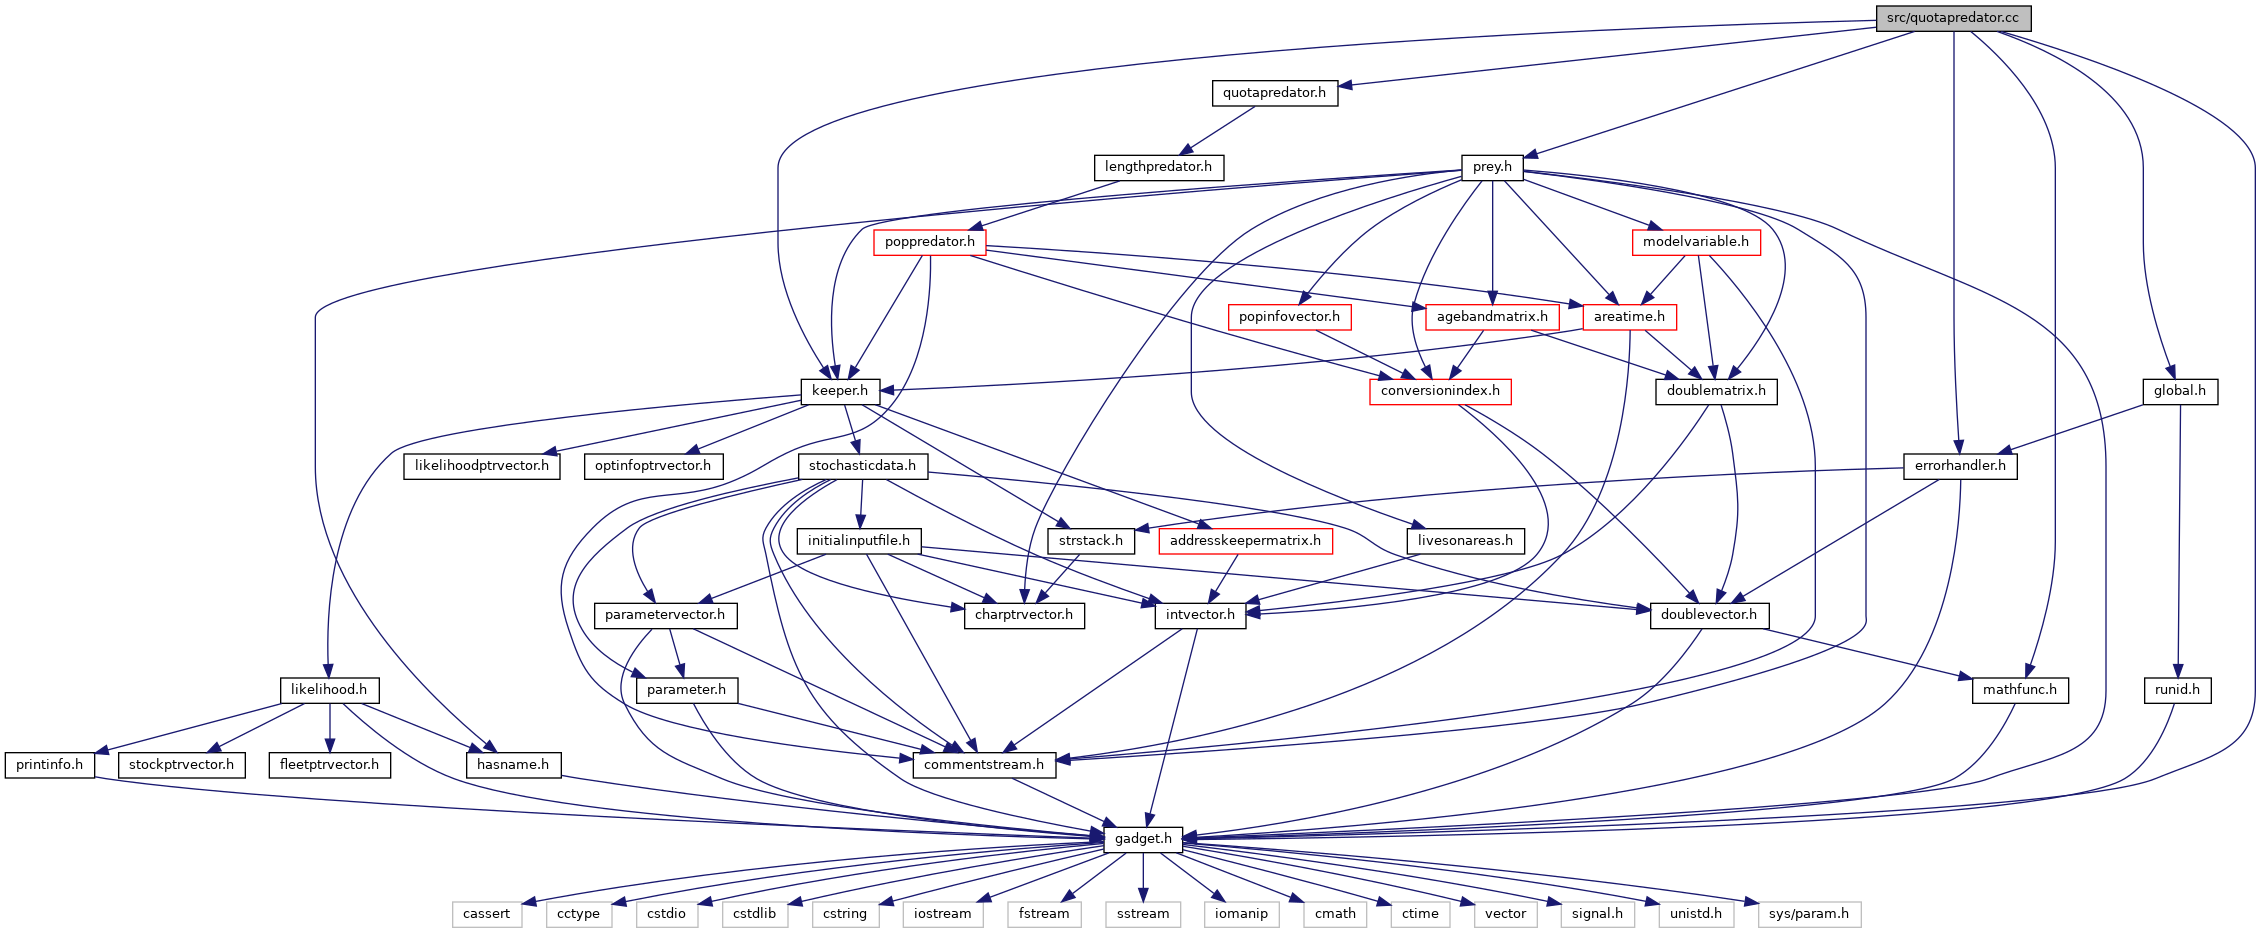 src/quotapredator.cc
quotapredator.h
lengthpredator.h
prey.h
poppredator.h
modelvariable.h
popinfovector.h
agebandmatrix.h
areatime.h
keeper.h
conversionindex.h
doublematrix.h
global.h
likelihoodptrvector.h
optinfoptrvector.h
stochasticdata.h
errorhandler.h
initialinputfile.h
strstack.h
addresskeepermatrix.h
livesonareas.h
parametervector.h
charptrvector.h
intvector.h
doublevector.h
likelihood.h
parameter.h
mathfunc.h
runid.h
printinfo.h
stockptrvector.h
fleetptrvector.h
hasname.h
commentstream.h
gadget.h
cassert
cctype
cstdio
cstdlib
cstring
iostream
fstream
sstream
iomanip
cmath
ctime
vector
signal.h
unistd.h
sys/param.h